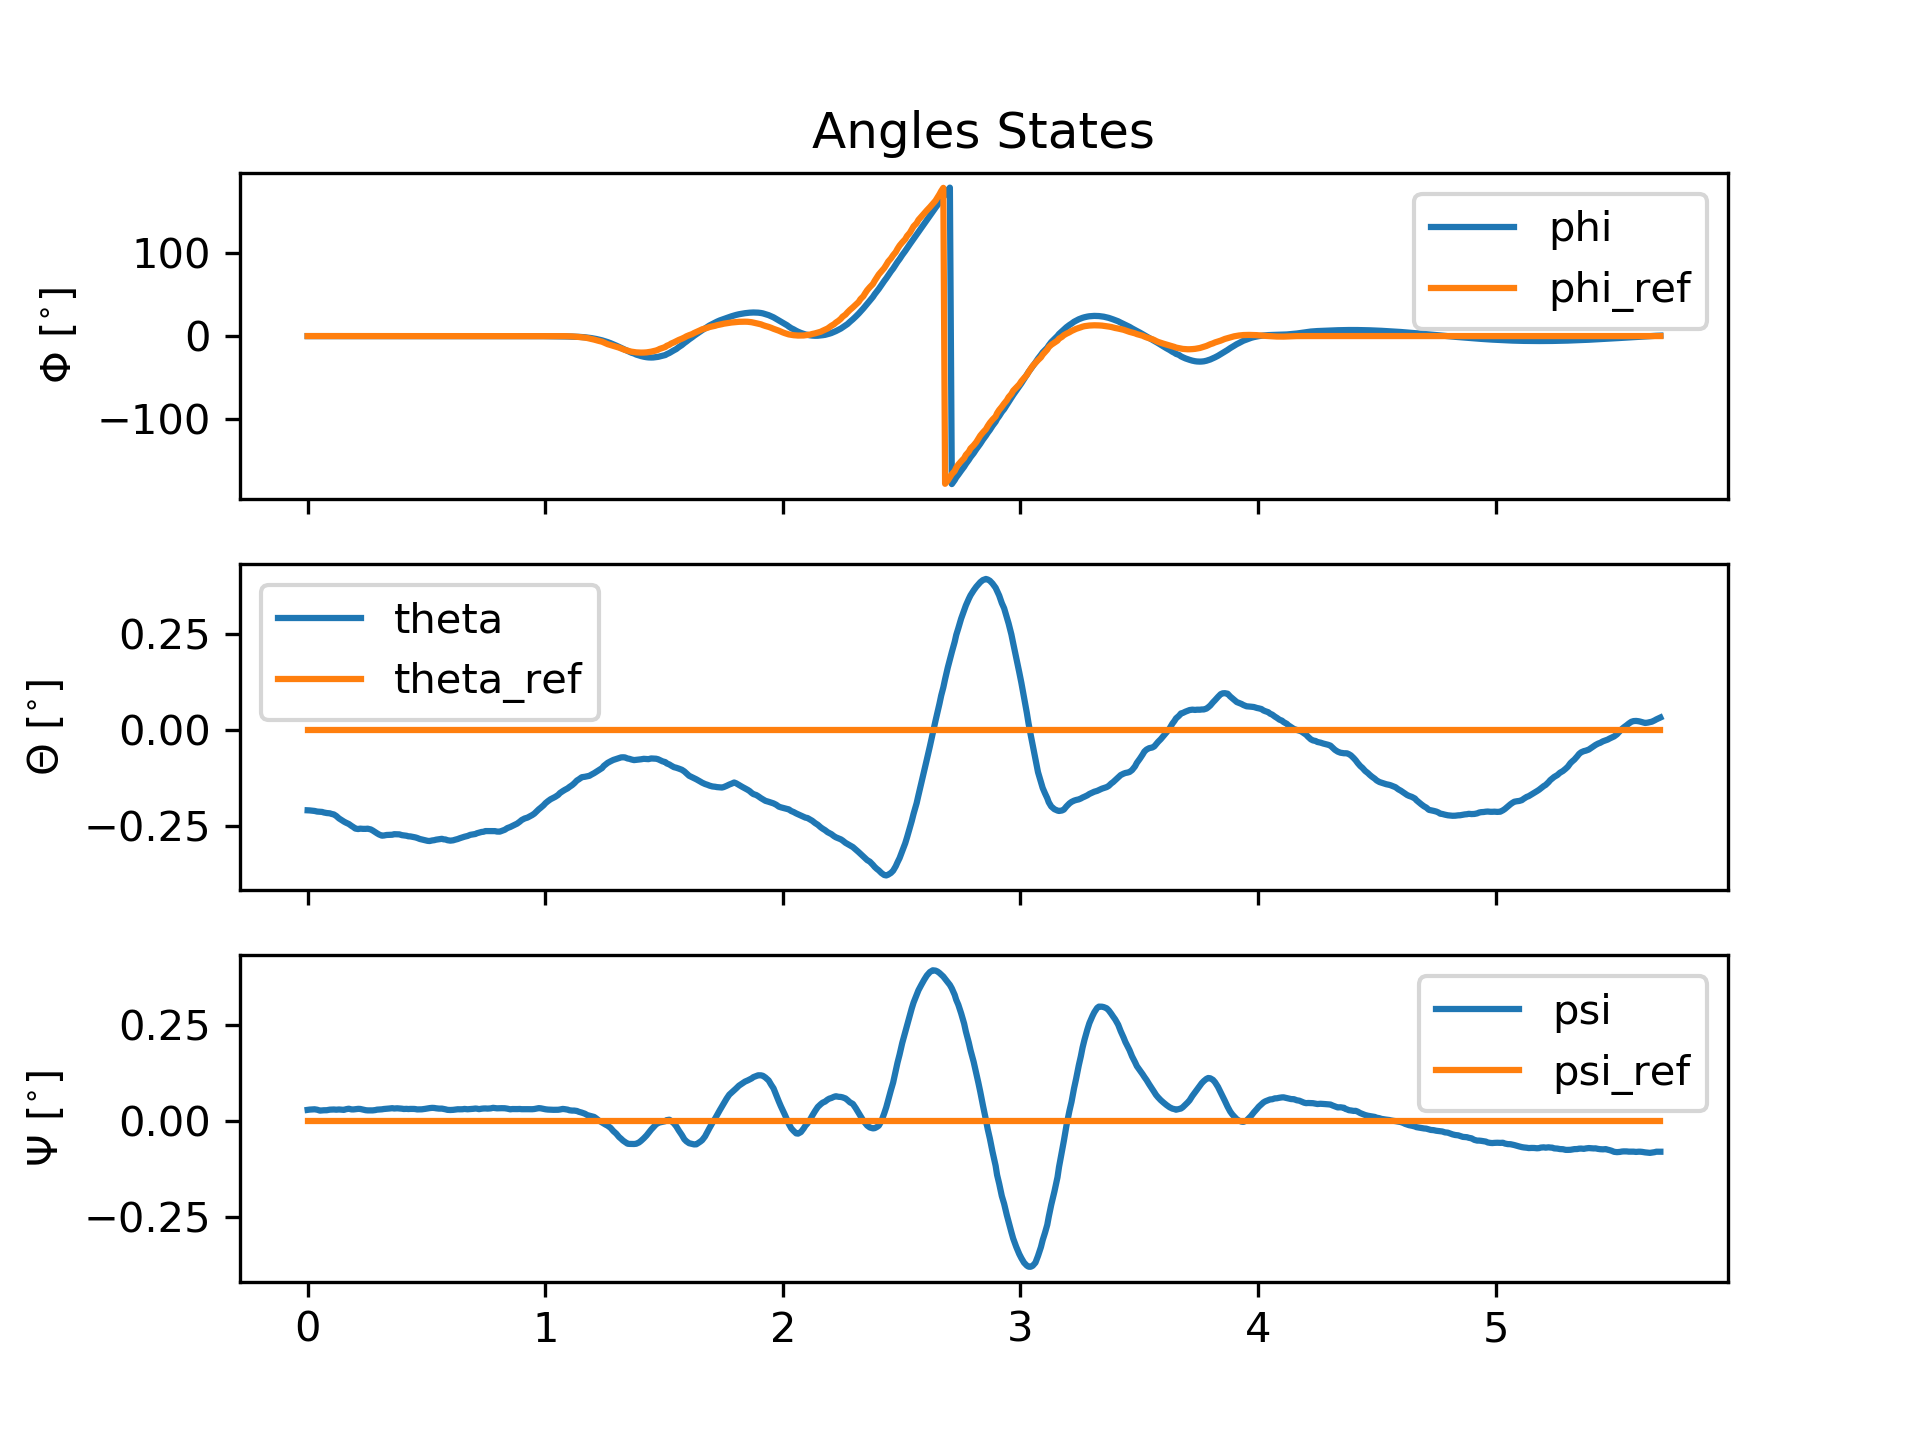 Angles States
Φ [°]
100
0
−100
phi
phi_ref
Θ [°]
0.25
0.00
−0.25
theta
theta_ref
Ψ [°]
0.25
0.00
−0.25
psi
psi_ref
0 1 2 3 4 5